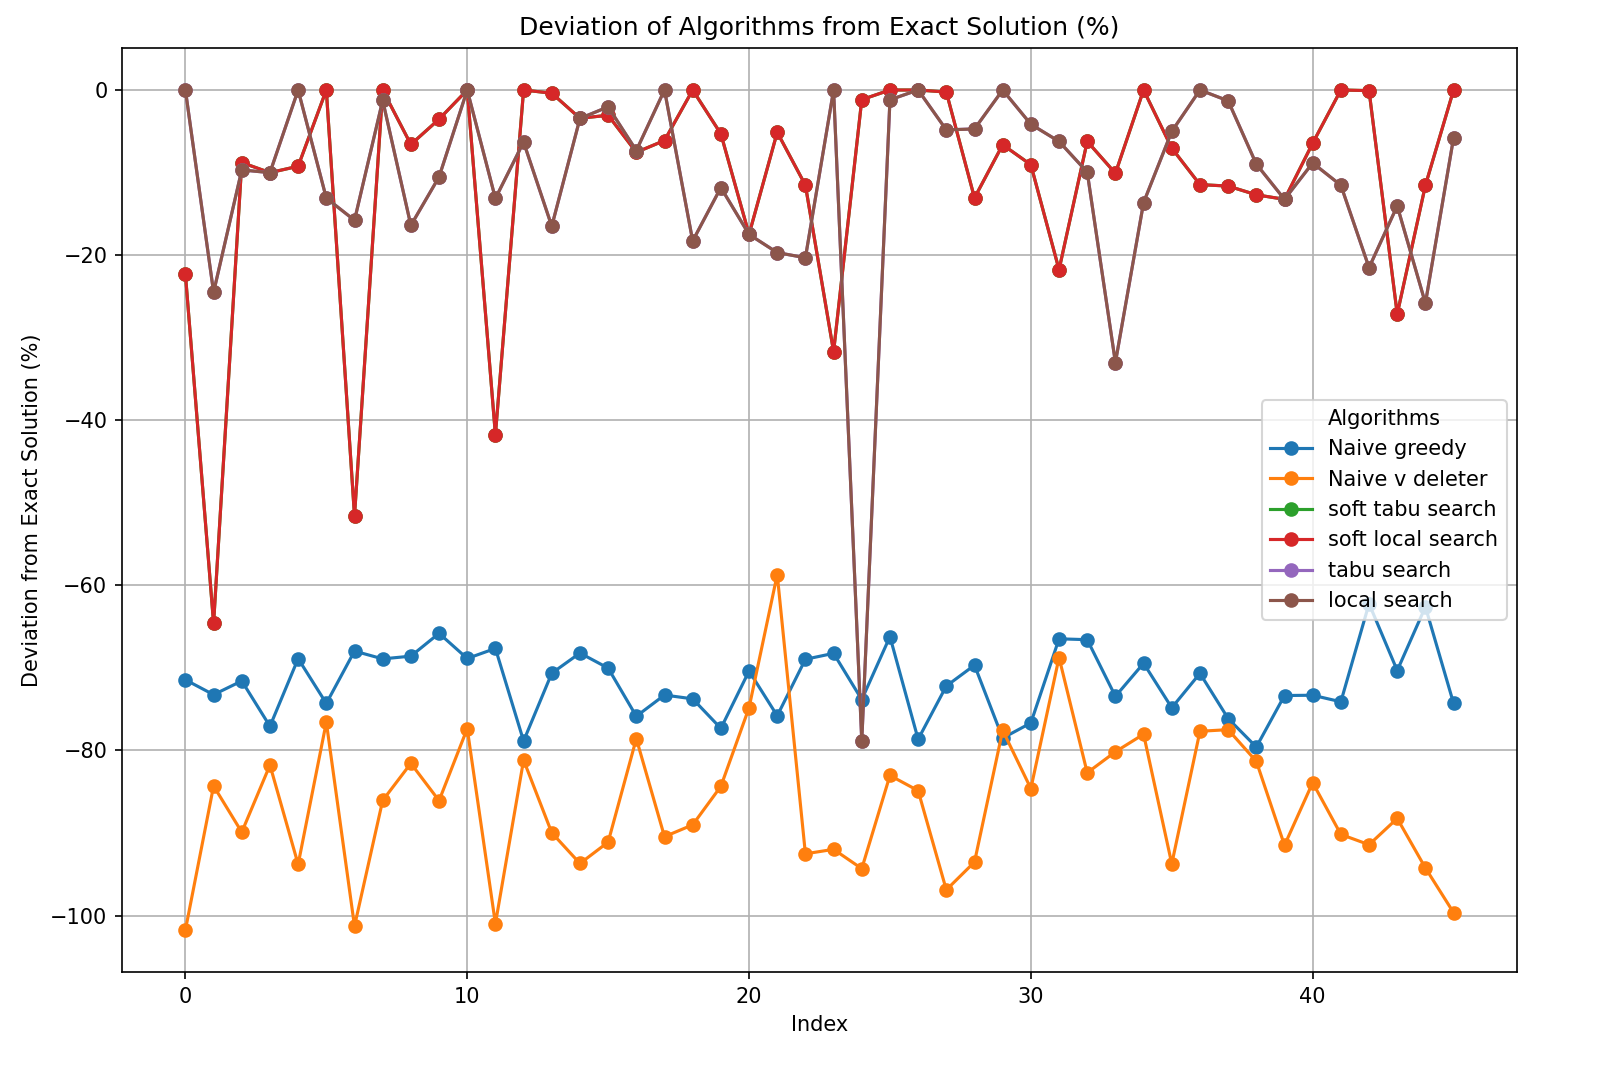 Deviation of Algorithms from Exact Solution (%)
Deviation from Exact Solution (%)
0
−20
−40
−60
−80
−100
Algorithms
Naive greedy
Naive v deleter
soft tabu search
soft local search
tabu search
local search
0 10 20 30 40
Index